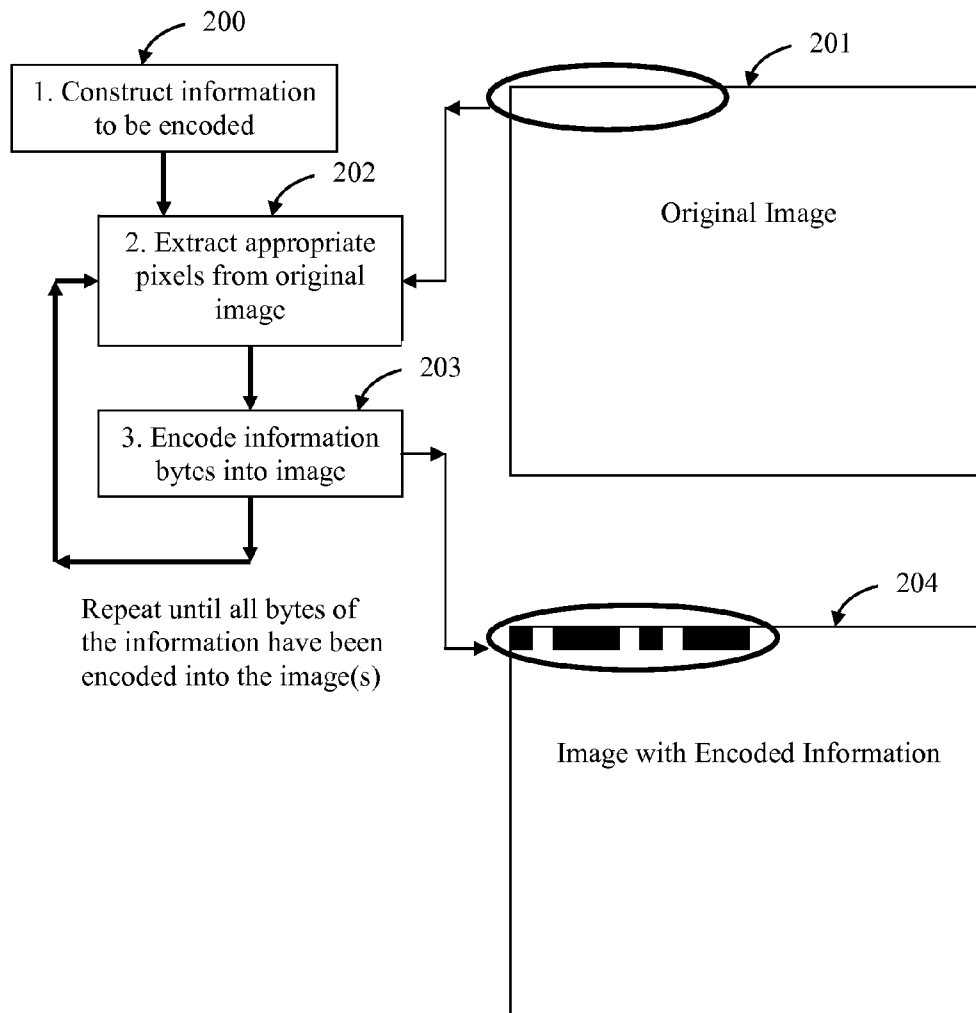 200
1. Construct information
to be encoded
201
Original Image
202
2. Extract appropriate
pixels from original
image
203
3. Encode information
bytes into image
Repeat until all bytes of
the information have been
encoded into the image(s)
204
Image with Encoded Information